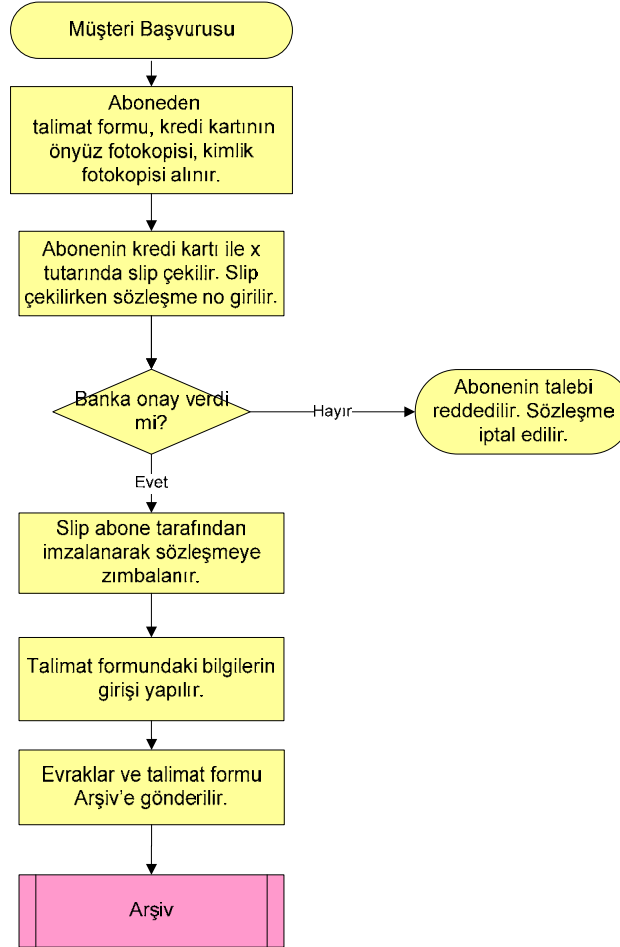 Müşteri Başvurusu
Aboneden
talimat formu, kredi kartının
önyüz fotokopisi, kimlik
fotokopisi alınır.
Abonenin kredi kartı ile x
tutarında slip çekilir. Slip
çekilirken sözleşme no girilir.
Banka onay verdi
mi?
Hayır
Abonenin talebi
reddedilir. Sözleşme
iptal edilir.
Evet
Slip abone tarafından
imzalanarak sözleşmeye
zımbalanır.
Talimat formundaki bilgilerin
girişi yapılır.
Evraklar ve talimat formu
Arşiv’e gönderilir.
Arşiv